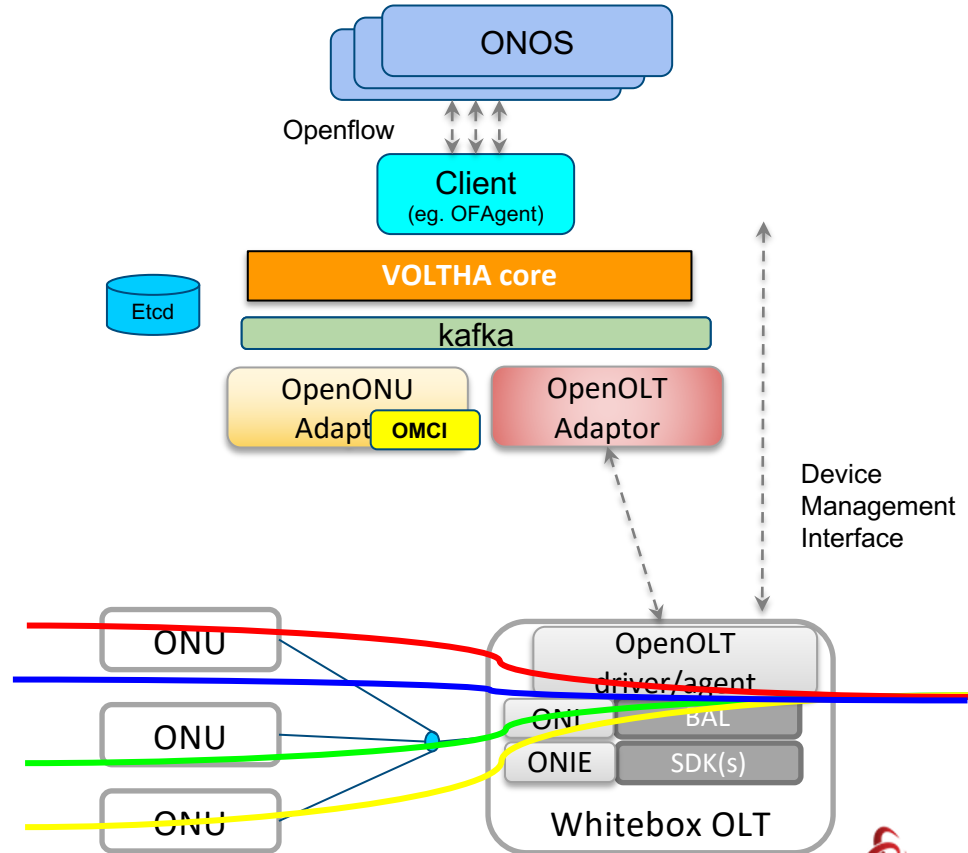 ONOS
Openflow
Client
(eg. OFAgent)
VOLTHA core
Etcd
kafka
OpenONU
Adapt
OMCI
OpenOLT
Adaptor
Device
Management
Interface
ONU
OpenOLT
driver/agent
BAL
ONU
ONIE
SDK(s)
ONU
Whitebox OLT